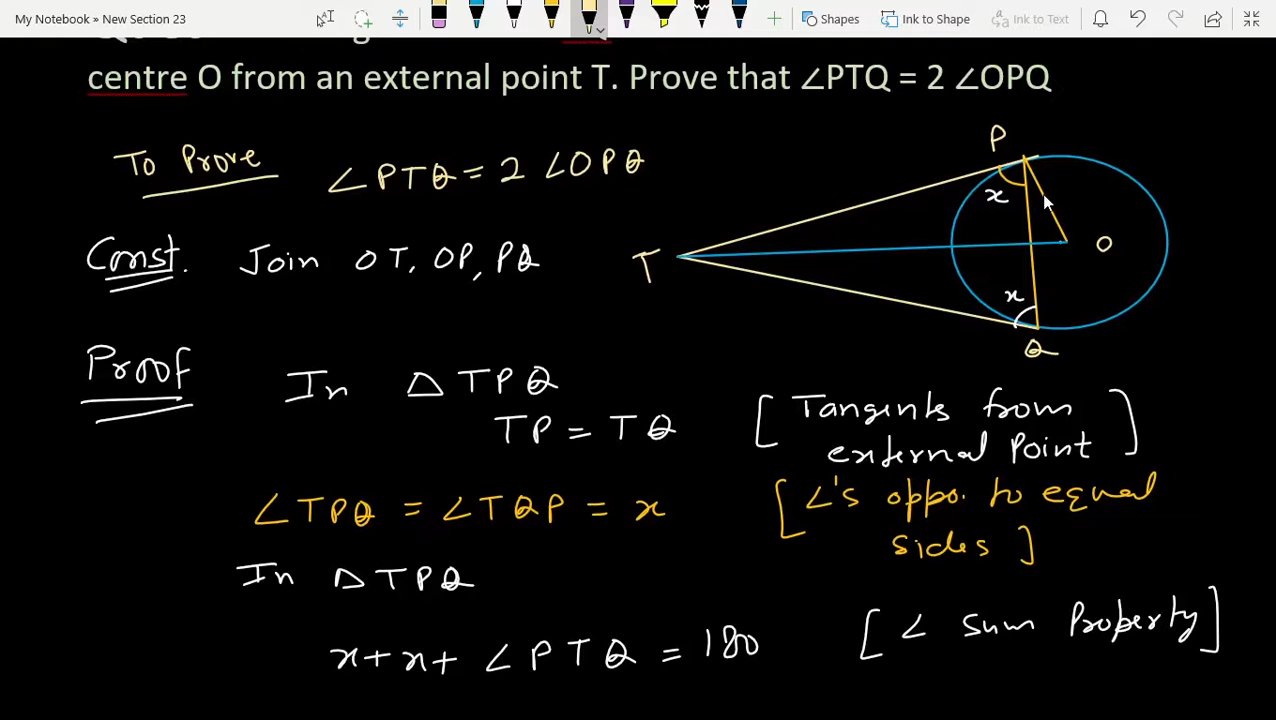 My Notebook » New Section 23
Shapes
Ink to Shape
Ink to Text
centre O from an external point T. Prove that ∠PTQ = 2 ∠OPQ
To Prove ∠PTQ = 2 ∠OPQ
Const. Join OT, OP, PQ
P
x
O
T
x
Q
Proof In Δ TPQ
TP = TQ [Tangents from
external Point]
∠TPQ = ∠TQP = x [∠'s oppo. to equal
sides]
In Δ TPQ
x+x+ ∠PTQ = 180 [∠ sum Property]